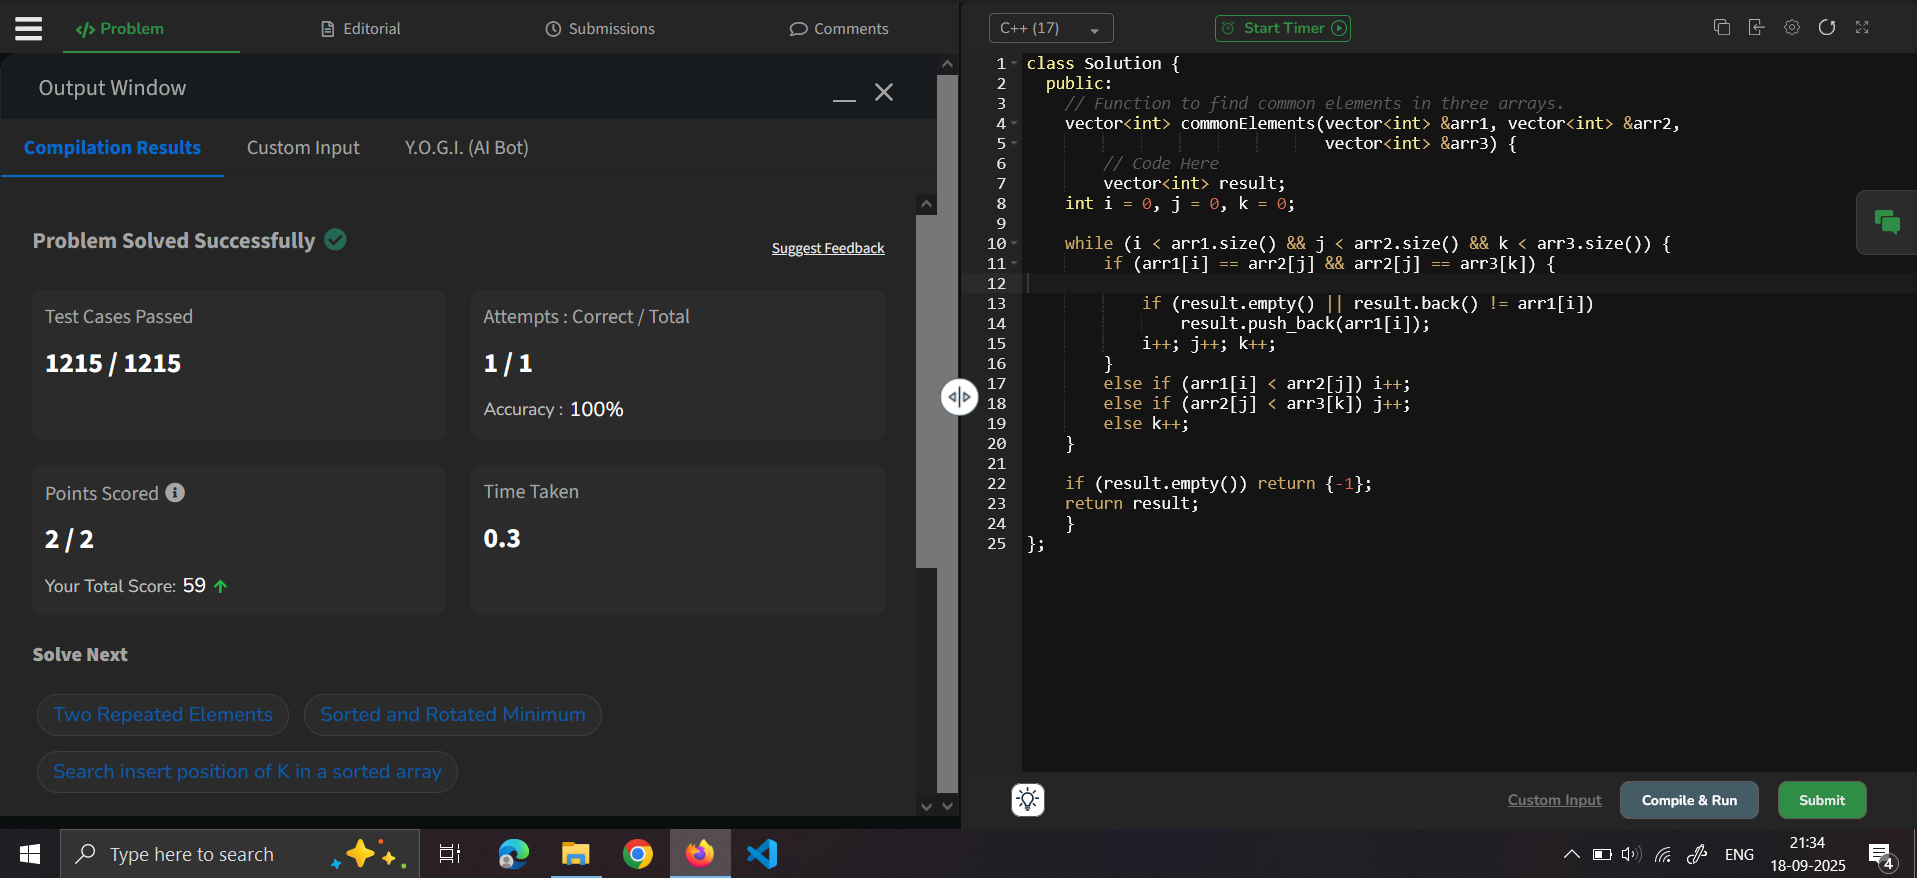 </> Problem
Editorial
Submissions
Comments
Output Window
Compilation Results
Custom Input
Y.O.G.I. (AI Bot)
Problem Solved Successfully
Suggest Feedback
Test Cases Passed
1215 / 1215
Attempts : Correct / Total
1 / 1
Accuracy : 100%
Points Scored
2 / 2
Your Total Score: 59
Time Taken
0.3
Solve Next
Two Repeated Elements
Sorted and Rotated Minimum
Search insert position of K in a sorted array
C++ (17)
Start Timer
1 class Solution {
2 public:
3 // Function to find common elements in three arrays.
4 vector<int> commonElements(vector<int> &arr1, vector<int> &arr2,
5 vector<int> &arr3) {
6 // Code Here
7 vector<int> result;
8 int i = 0, j = 0, k = 0;
9
10 while (i < arr1.size() && j < arr2.size() && k < arr3.size()) {
11 if (arr1[i] == arr2[j] && arr2[j] == arr3[k]) {
12
13 if (result.empty() || result.back() != arr1[i])
14 result.push_back(arr1[i]);
15 i++; j++; k++;
16 }
17 else if (arr1[i] < arr2[j]) i++;
18 else if (arr2[j] < arr3[k]) j++;
19 else k++;
20 }
21
22 if (result.empty()) return {-1};
23 return result;
24 }
25 };
Custom Input
Compile & Run
Submit
Type here to search
ENG
21:34
18-09-2025
4